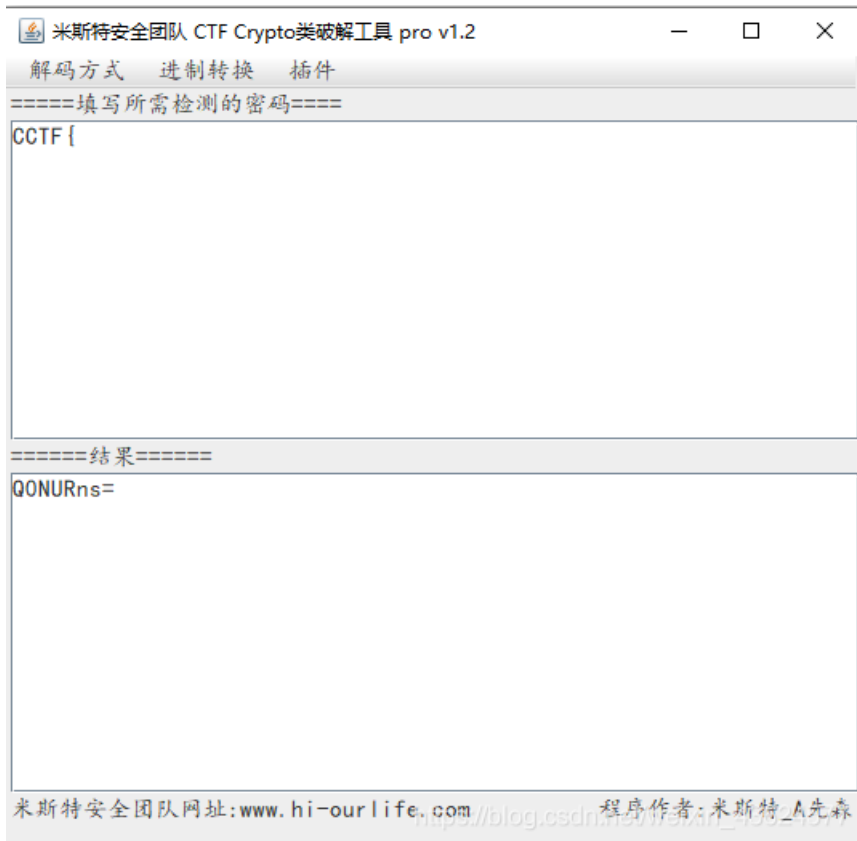 米斯特安全团队 CTF Crypto类破解工具 pro v1.2
解码方式 进制转换 插件
=====填写所需检测的密码====
CCTF{
======结果======
QONURns=
米斯特安全团队网址:www.hi-ourlife.com 程序作者:米斯特_A先森